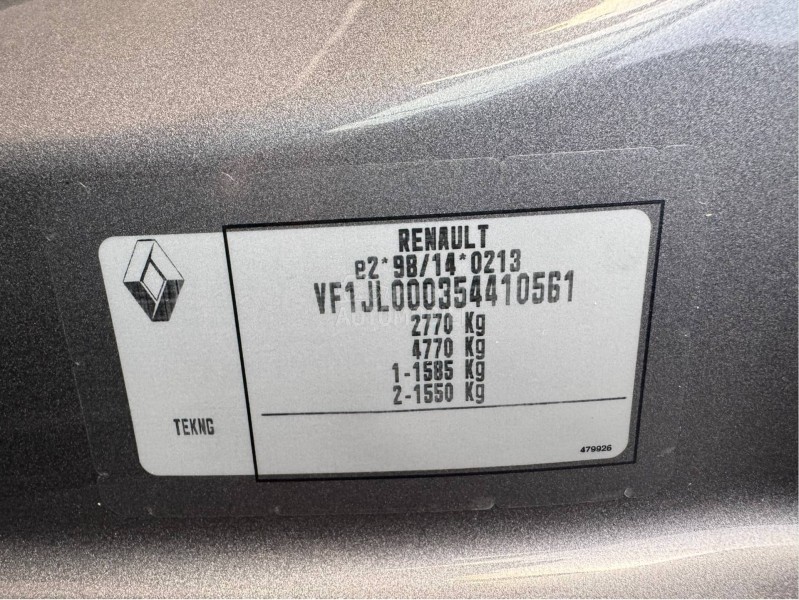 RENAULT
e2*98/14*0213
VF1JL000354410561
2770 Kg
4770 Kg
1-1585 Kg
2-1550 Kg
TEKNG
479926